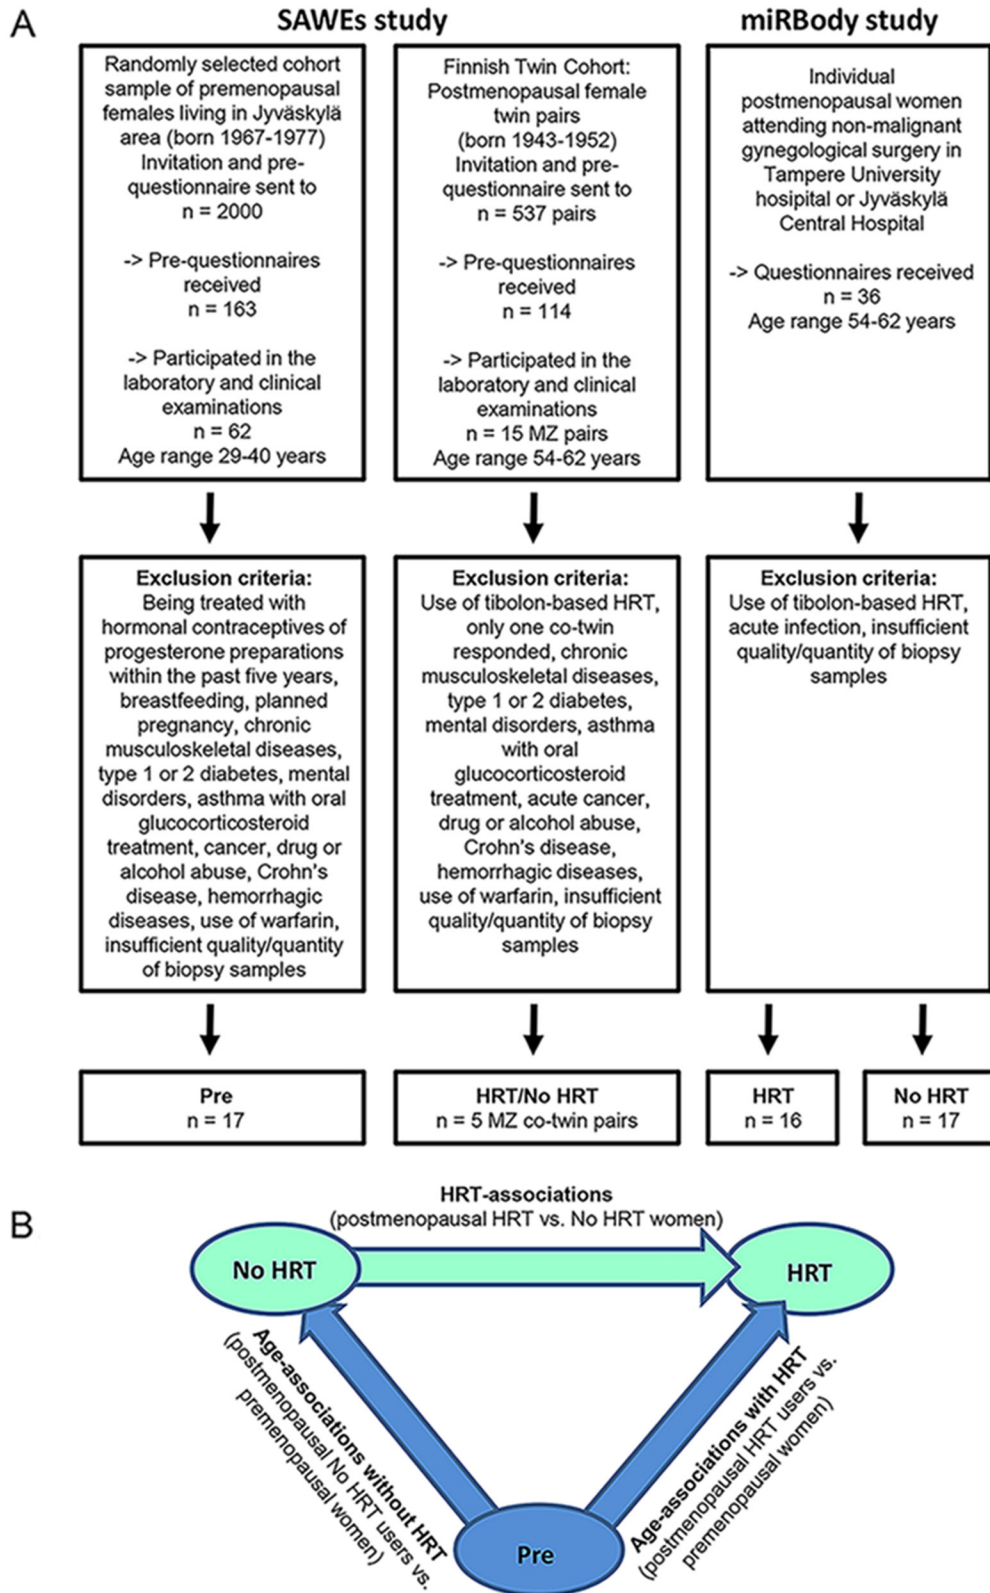 A
SAWEs study
miRBody study
Randomly selected cohort
sample of premenopausal
females living in Jyväskylä
area (born 1967-1977)
Invitation and pre-
questionnaire sent to
n = 2000
-> Pre-questionnaires
received
n = 163
-> Participated in the
laboratory and clinical
examinations
n = 62
Age range 29-40 years
Finnish Twin Cohort:
Postmenopausal female
twin pairs
(born 1943-1952)
Invitation and pre-
questionnaire sent to
n = 537 pairs
-> Pre-questionnaires
received
n = 114
-> Participated in the
laboratory and clinical
examinations
n = 15 MZ pairs
Age range 54-62 years
Individual
postmenopausal women
attending non-malignant
gynegological surgery in
Tampere University
hosipital or Jyväskylä
Central Hospital
-> Questionnaires received
n = 36
Age range 54-62 years
Exclusion criteria:
Being treated with
hormonal contraceptives of
progesterone preparations
within the past five years,
breastfeeding, planned
pregnancy, chronic
musculoskeletal diseases,
type 1 or 2 diabetes, mental
disorders, asthma with oral
glucocorticosteroid
treatment, cancer, drug or
alcohol abuse, Crohn's
disease, hemorrhagic
diseases, use of warfarin,
insufficient quality/quantity
of biopsy samples
Exclusion criteria:
Use of tibolon-based HRT,
only one co-twin
responded, chronic
musculoskeletal diseases,
type 1 or 2 diabetes,
mental disorders, asthma
with oral
glucocorticosteroid
treatment, acute cancer,
drug or alcohol abuse,
Crohn's disease,
hemorrhagic diseases,
use of warfarin, insufficient
quality/quantity of biopsy
samples
Exclusion criteria:
Use of tibolon-based HRT,
acute infection, insufficient
quality/quantity of biopsy
samples
Pre
n = 17
HRT/No HRT
n = 5 MZ co-twin pairs
HRT
n = 16
No HRT
n = 17
B
HRT-associations
(postmenopausal HRT vs. No HRT women)
No HRT
HRT
Age-associations without HRT
(postmenopausal No HRT users vs.
premenopausal women)
Age-associations with HRT
(postmenopausal HRT users vs.
premenopausal women)
Pre